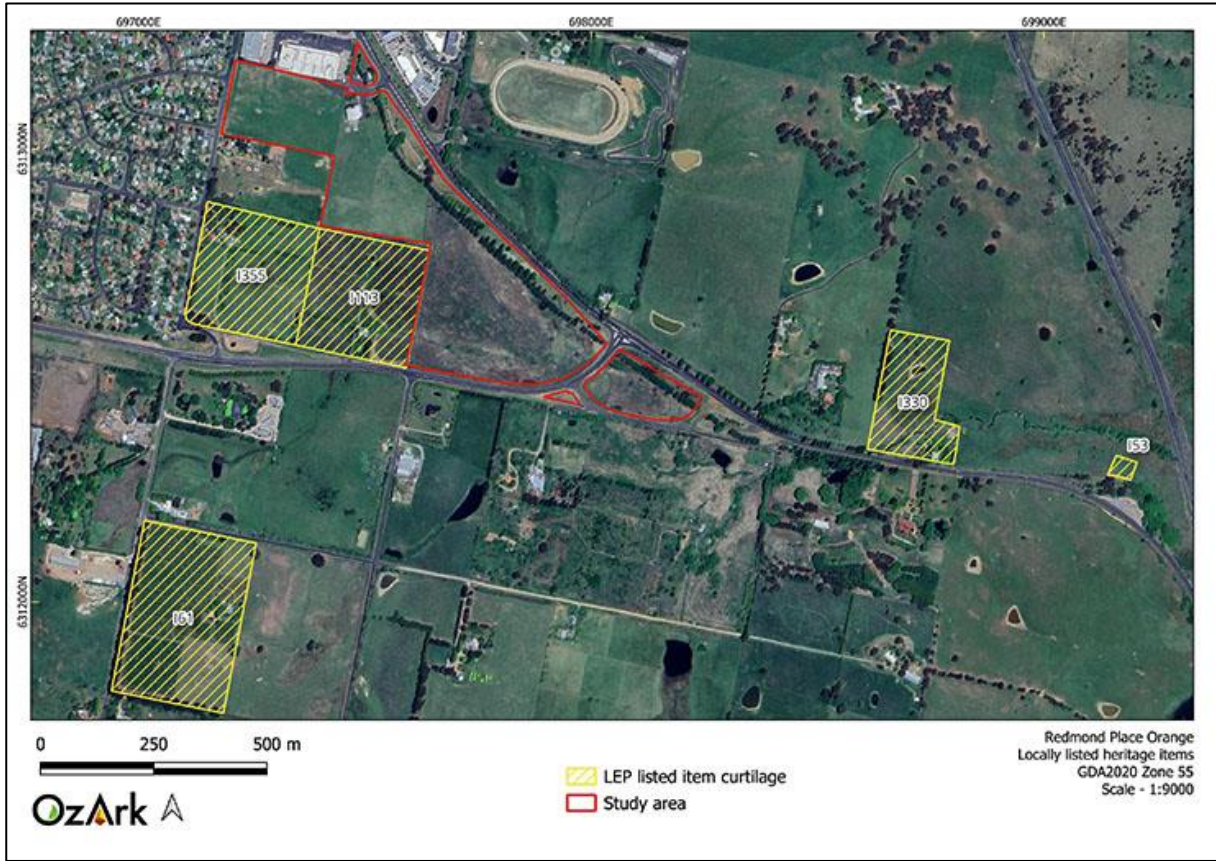 697000E
698000E
699000E
6313000N
6312000N
I355
I113
I330
I53
I61
0 250 500 m
OzArk
LEP listed item curtilage
Study area
Redmond Place Orange
Locally listed heritage items
GDA2020 Zone 55
Scale - 1:9000